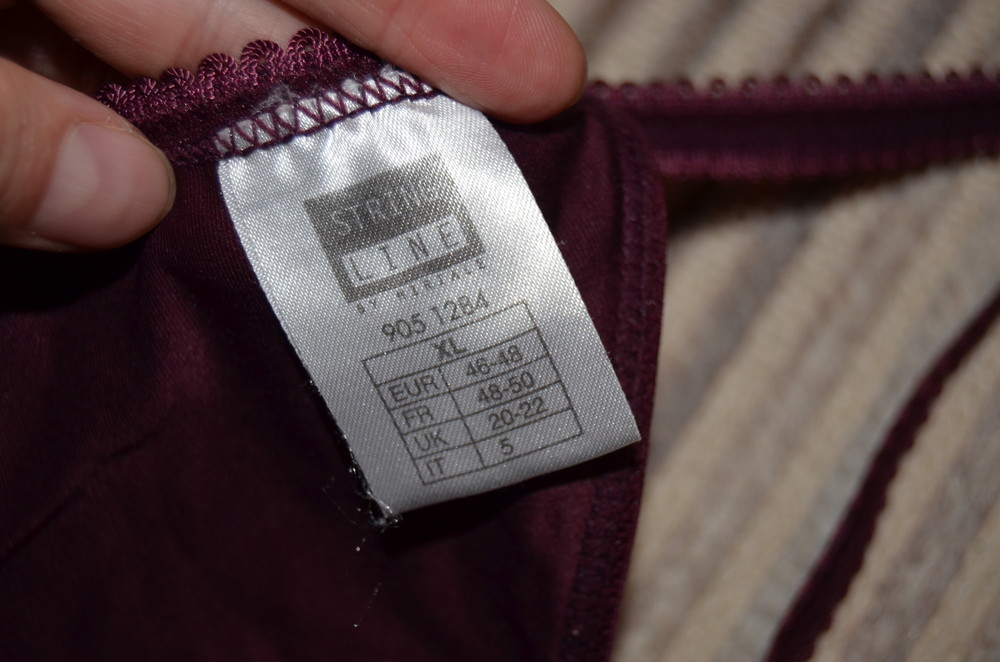 STRONG
LINE
905 1284
XL
EUR 46-48
FR 48-50
UK 20-22
IT 5